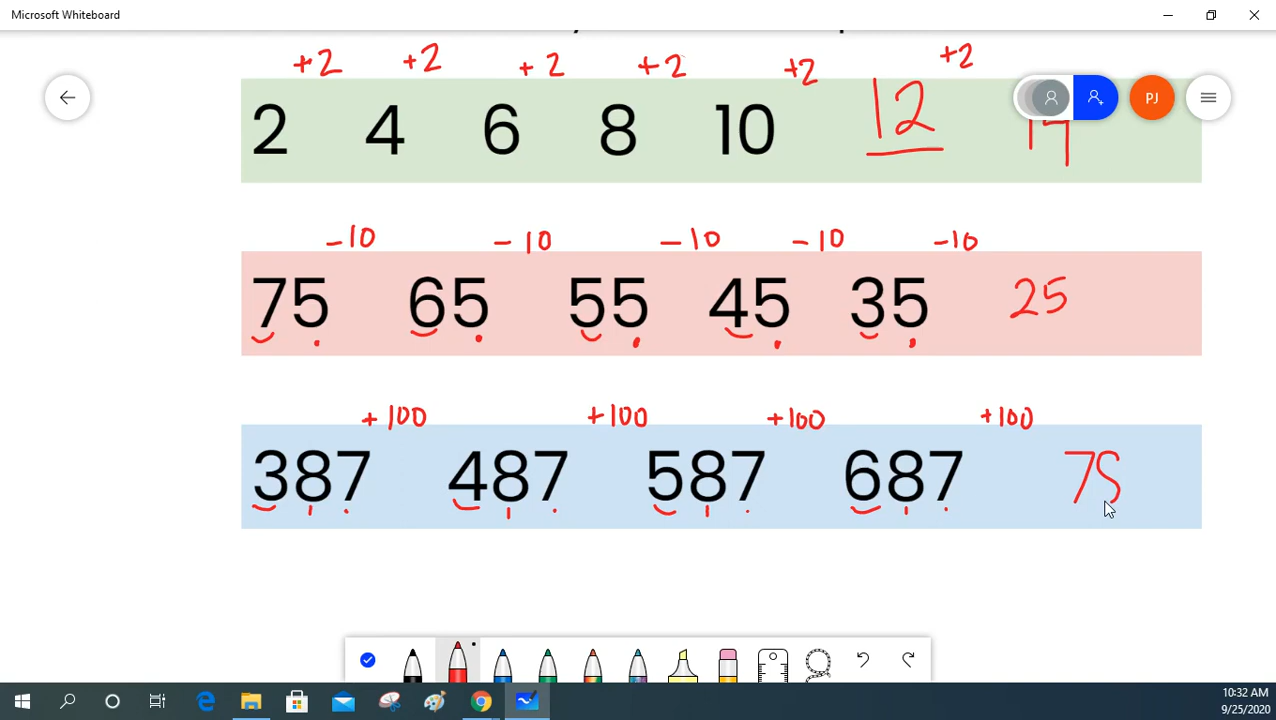 Microsoft Whiteboard
+2 +2 +2 +2 +2 +2
2 4 6 8 10 12
PJ
-10 -10 -10 -10 -10
75 65 55 45 35 25
+100 +100 +100 +100
387 487 587 687 7
10:32 AM
9/25/2020